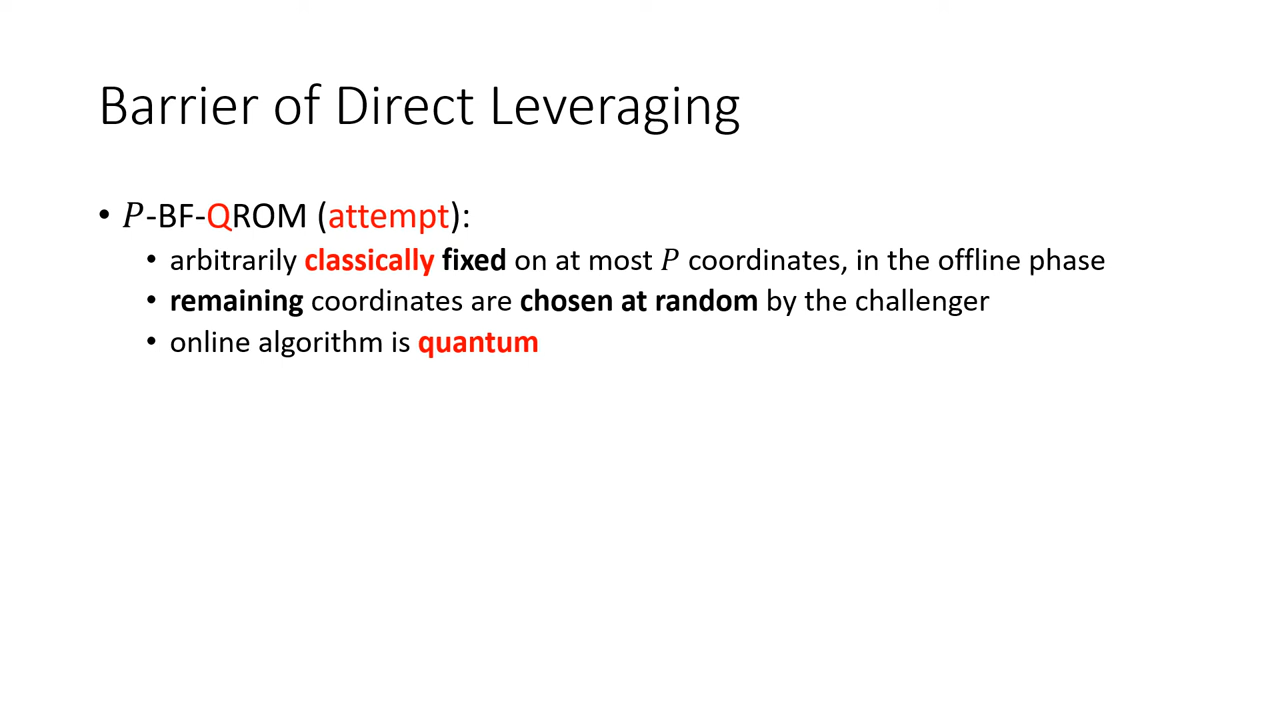 Barrier of Direct Leveraging
• P-BF-QROM (attempt):
• arbitrarily classically fixed on at most P coordinates, in the offline phase
• remaining coordinates are chosen at random by the challenger
• online algorithm is quantum